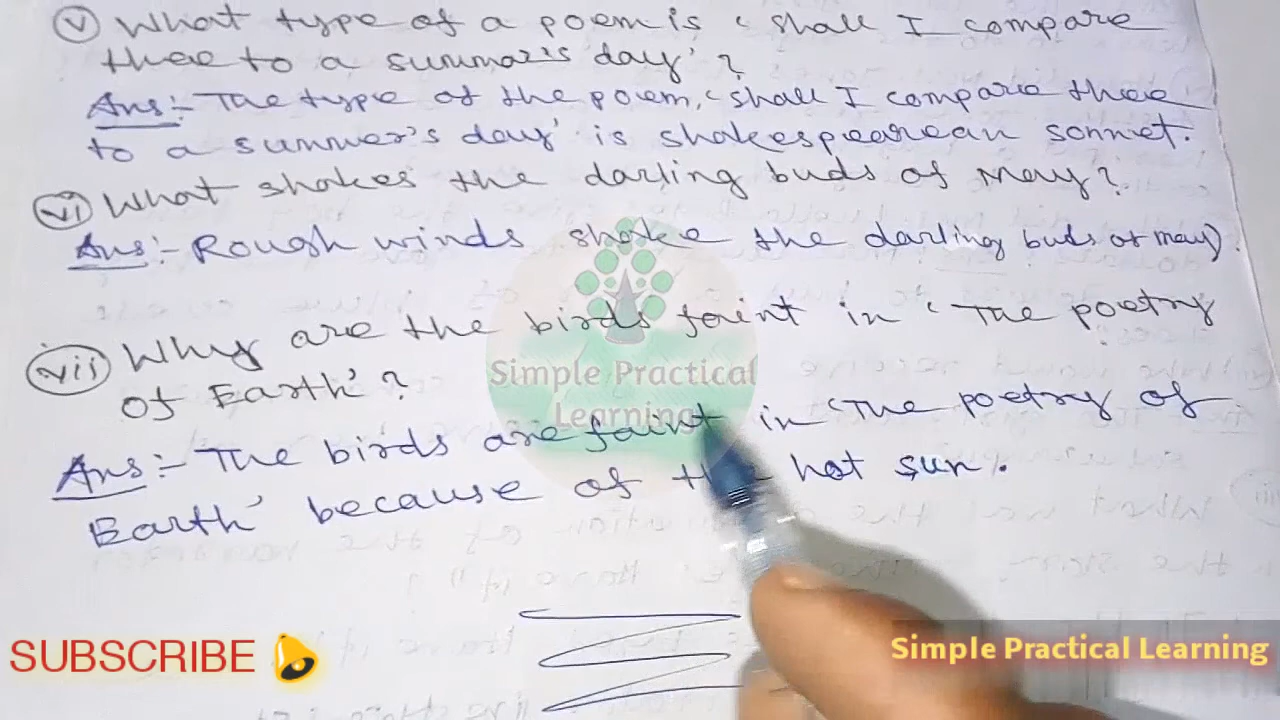 (v) What type of a poem is 'shall I compare
thee to a summer's day'?
Ans:- The type of the poem, 'shall I compare thee
to a summer's day' is shakespearean sonnet.
(vi) What shakes the darling buds of May?
Ans:- Rough winds shake the darling buds of may).
(vii) Why are the birds faint in 'The poetry
of Earth'?
Ans:- The birds are faint in 'The poetry of
Earth' because of the hot sun.
Simple Practical
Learning
SUBSCRIBE
Simple Practical Learning